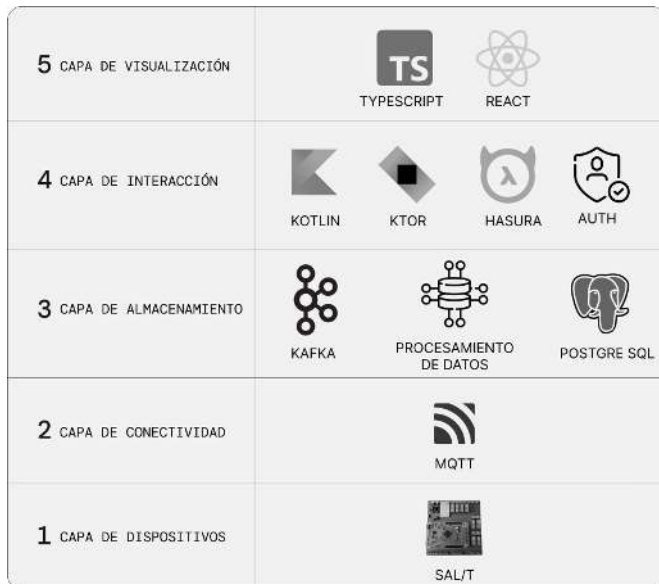 5 CAPA DE VISUALIZACIÓN
TS
TYPESCRIPT
REACT
4 CAPA DE INTERACCIÓN
λ
KOTLIN
KTOR
HASURA
AUTH
3 CAPA DE ALMACENAMIENTO
KAFKA
PROCESAMIENTO
DE DATOS
POSTGRE SQL
2 CAPA DE CONECTIVIDAD
MQTT
1 CAPA DE DISPOSITIVOS
SAL/T